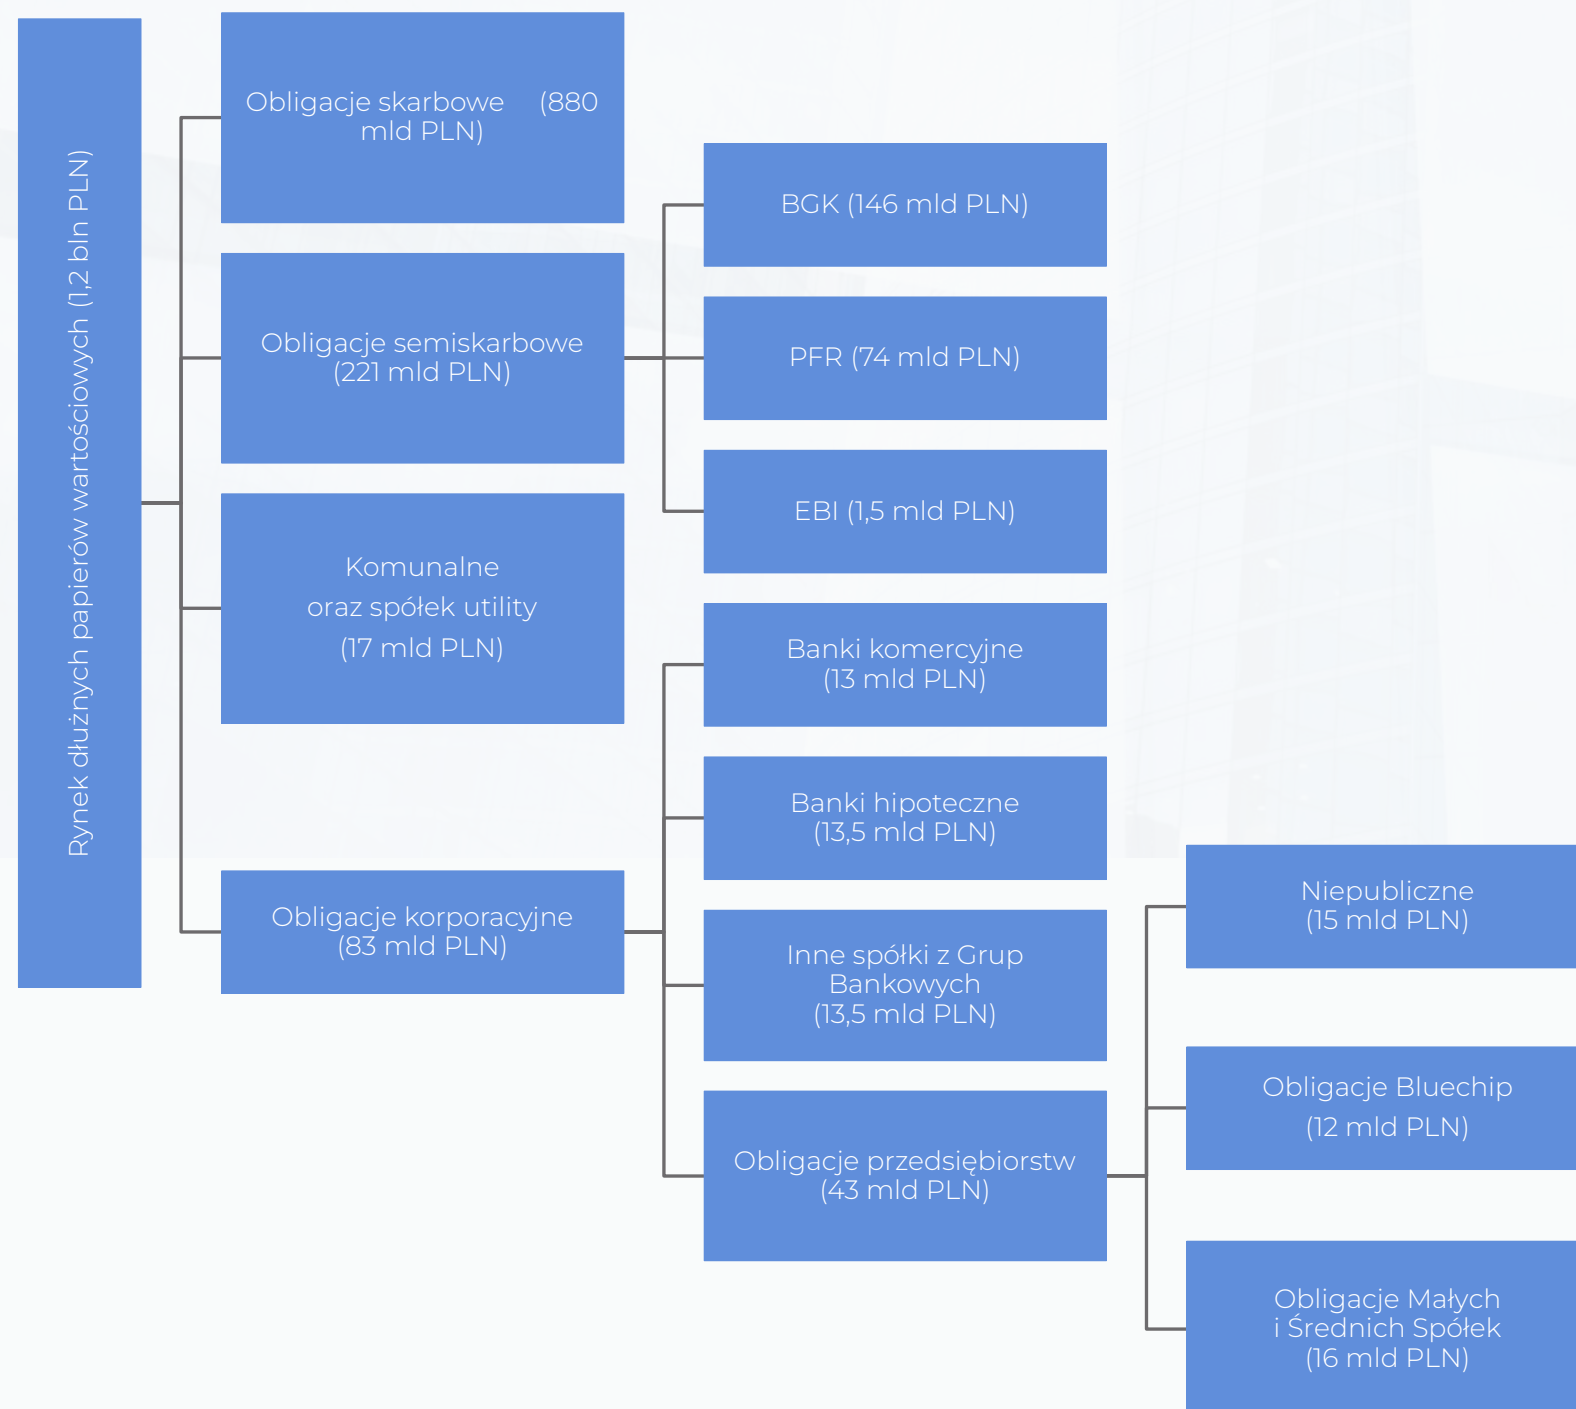 Rynek dłużnych papierów wartościowych (1,2 bln PLN)
Obligacje skarbowe (880
mld PLN)
Obligacje semiskarbowe
(221 mld PLN)
Komunalne
oraz spółek utility
(17 mld PLN)
Obligacje korporacyjne
(83 mld PLN)
BGK (146 mld PLN)
PFR (74 mld PLN)
EBI (1,5 mld PLN)
Banki komercyjne
(13 mld PLN)
Banki hipoteczne
(13,5 mld PLN)
Inne spółki z Grup
Bankowych
(13,5 mld PLN)
Obligacje przedsiębiorstw
(43 mld PLN)
Niepubliczne
(15 mld PLN)
Obligacje Bluechip
(12 mld PLN)
Obligacje Małych
i Średnich Spółek
(16 mld PLN)